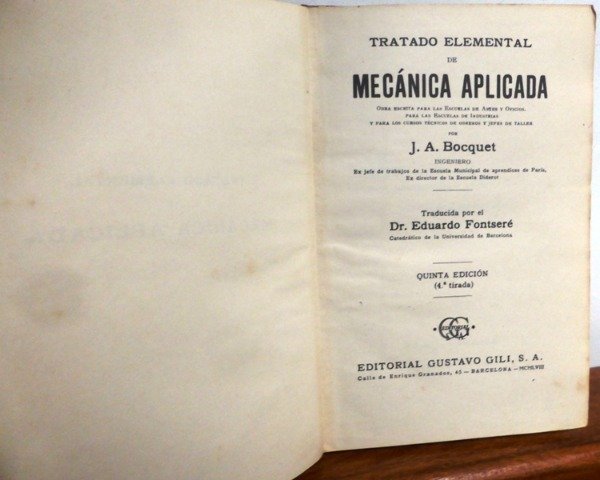 TRATADO ELEMENTAL
DE
MECÁNICA APLICADA
OBRA ESCRITA PARA LAS ESCUELAS DE ARTES Y OFICIOS,
PARA LAS ESCUELAS DE INDUSTRIAS
Y PARA LOS CURSOS TÉCNICOS DE OBREROS Y JEFES DE TALLER
POR
J. A. Bocquet
INGENIERO
Ex jefe de trabajos de la Escuela Municipal de aprendices de París,
Ex director de la Escuela Diderot
Traducida por el
Dr. Eduardo Fontseré
Catedrático de la Universidad de Barcelona
QUINTA EDICIÓN
(4.ª tirada)
EDITORIAL
EDITORIAL GUSTAVO GILI, S. A.
Calle de Enrique Granados, 45 — BARCELONA — MCMLVIII